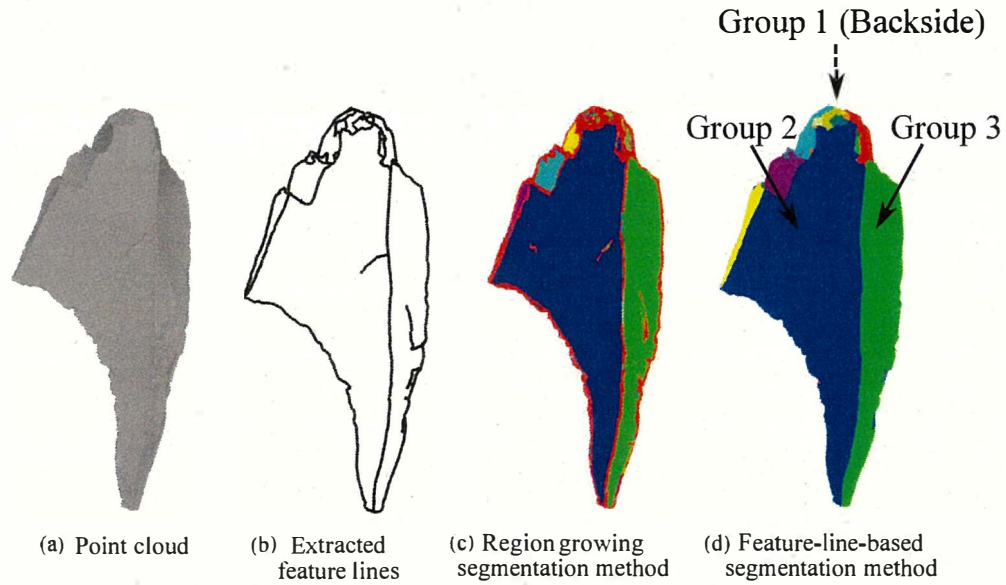 Group 1 (Backside)
Group 2
Group 3
(a) Point cloud
(b) Extracted
feature lines
(c) Region growing
segmentation method
(d) Feature-line-based
segmentation method